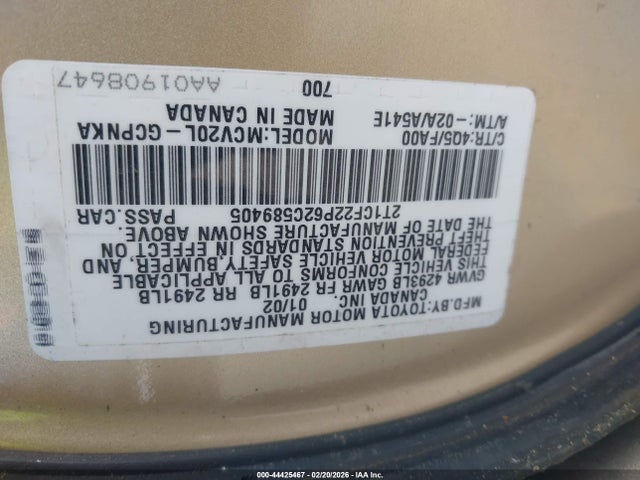 MFD.BY:TOYOTA MOTOR MANUFACTURING
CANADA INC. 01/02
GVWR 4293LB GAWR FR 2491LB RR 2491LB
THIS VEHICLE CONFORMS TO ALL APPLICABLE
FEDERAL MOTOR VEHICLE SAFETY,BUMPER, AND
THEFT PREVENTION STANDARDS IN EFFECT ON
THE DATE OF MANUFACTURE SHOWN ABOVE.
2T1CF22P62C589405 PASS.CAR
C/TR:4Q5/FA00 MODEL:MCV20L-GCPNKA
A/TM:-02A/A541E MADE IN CANADA
700 AA01908647
000-44425467 - 02/20/2026 - IAA Inc.